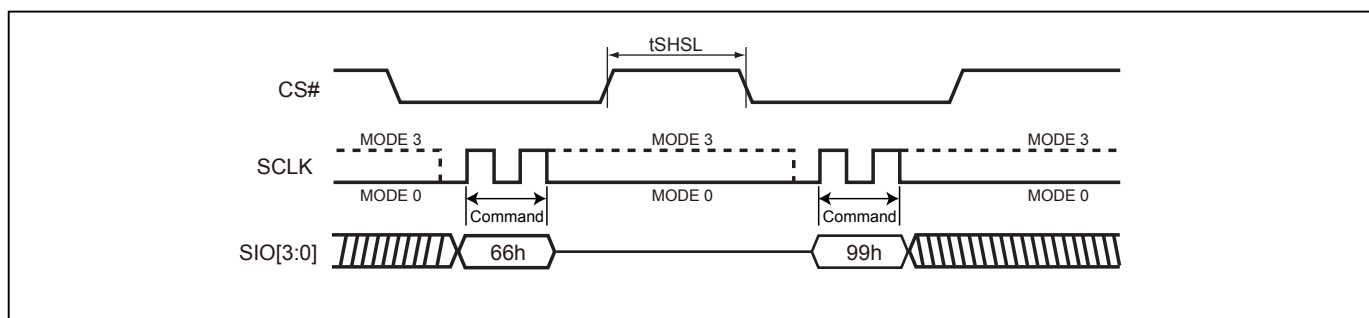 tSHSL
CS#
MODE 3 MODE 3 MODE 3
SCLK
MODE 0 MODE 0 MODE 0
Command Command
SIO[3:0] 66h 99h